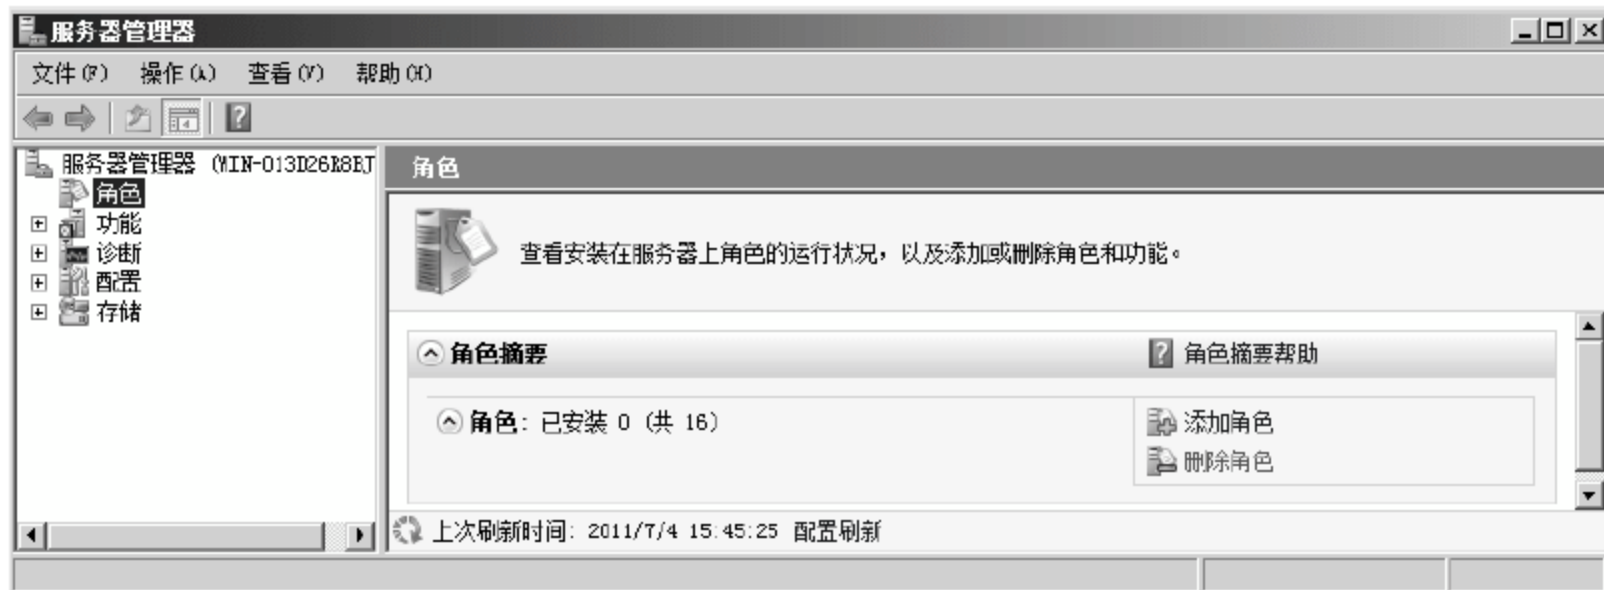 服务器管理器
文件(F) 操作(A) 查看(V) 帮助(H)
服务器管理器 (WIN-013D26R8RJ
角色
功能
诊断
配置
存储
角色
查看安装在服务器上角色的运行状况，以及添加或删除角色和功能。
角色摘要
角色摘要帮助
角色: 已安装 0 (共 16)
添加角色
删除角色
上次刷新时间: 2011/7/4 15:45:25 配置刷新